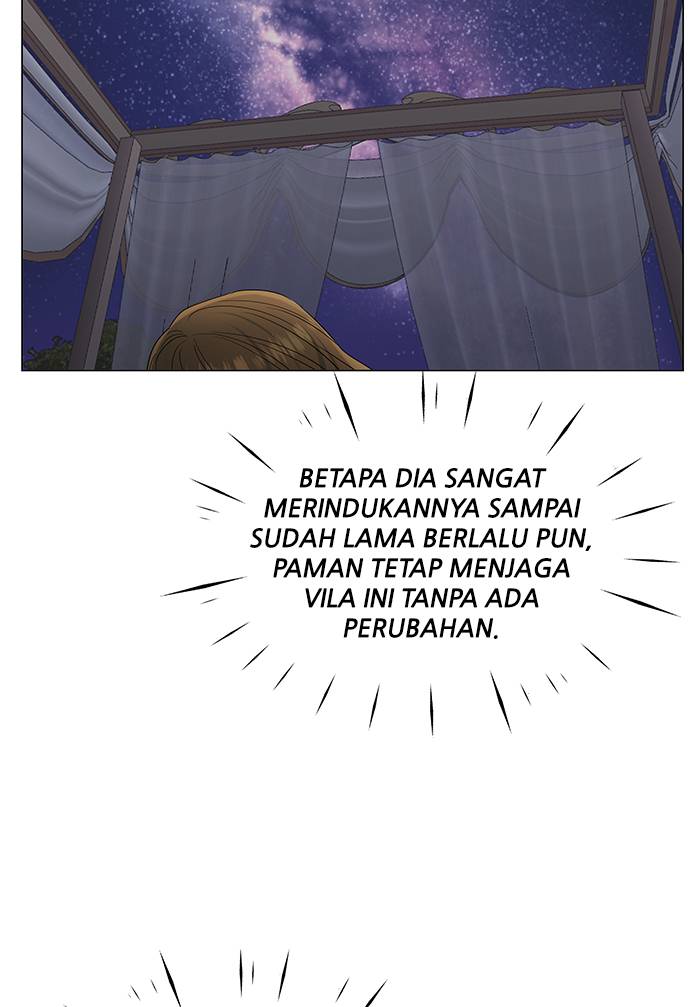 BETAPA DIA SANGAT
MERINDUKANNYA SAMPAI
SUDAH LAMA BERLALU PUN,
PAMAN TETAP MENJAGA
VILA INI TANPA ADA
PERUBAHAN.